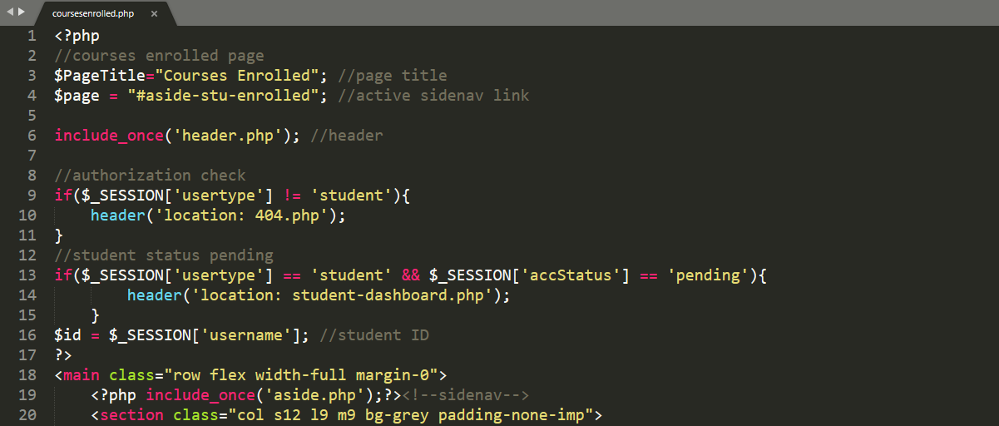 coursesenrolled.php ×
1 <?php
2 //courses enrolled page
3 $PageTitle="Courses Enrolled"; //page title
4 $page = "#aside-stu-enrolled"; //active sidenav link
5
6 include_once('header.php'); //header
7
8 //authorization check
9 if($_SESSION['usertype'] != 'student'){
10     header('location: 404.php');
11 }
12 //student status pending
13 if($_SESSION['usertype'] == 'student' && $_SESSION['accStatus'] == 'pending'){
14         header('location: student-dashboard.php');
15     }
16 $id = $_SESSION['username']; //student ID
17 ?>
18 <main class="row flex width-full margin-0">
19     <?php include_once('aside.php');?><!--sidenav-->
20     <section class="col s12 l9 m9 bg-grey padding-none-imp">